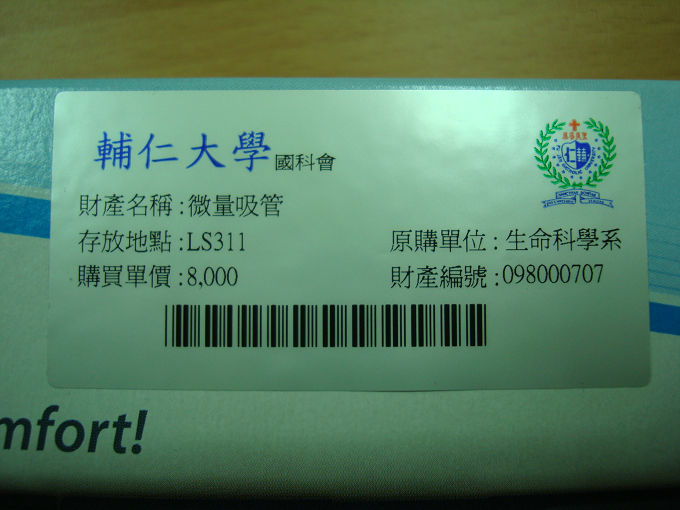 輔仁大學 國科會
財產名稱:微量吸管
存放地點:LS311 原購單位:生命科學系
購買單價:8,000 財產編號:098000707
mfort!